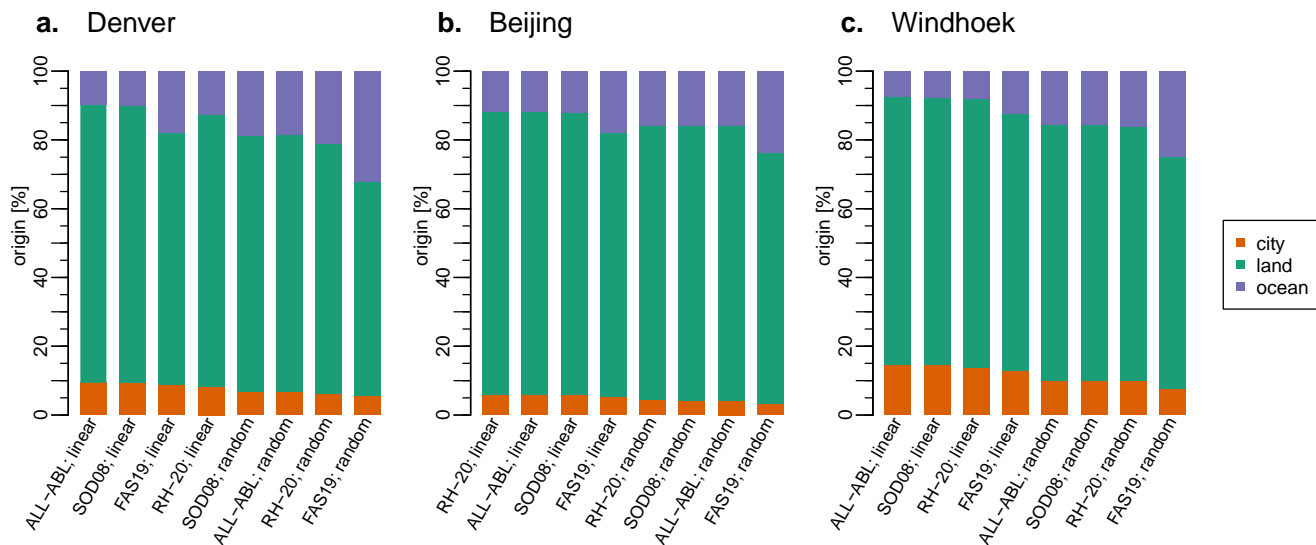 a. Denver
origin [%]
0 20 40 60 80 100
ALL−ABL; linear
SOD08; linear
FAS19; linear
RH−20; linear
SOD08; random
ALL−ABL; random
RH−20; random
FAS19; random
b. Beijing
origin [%]
0 20 40 60 80 100
RH−20; linear
ALL−ABL; linear
SOD08; linear
FAS19; linear
RH−20; random
SOD08; random
ALL−ABL; random
FAS19; random
c. Windhoek
origin [%]
0 20 40 60 80 100
ALL−ABL; linear
SOD08; linear
RH−20; linear
FAS19; linear
ALL−ABL; random
SOD08; random
RH−20; random
FAS19; random
city
land
ocean